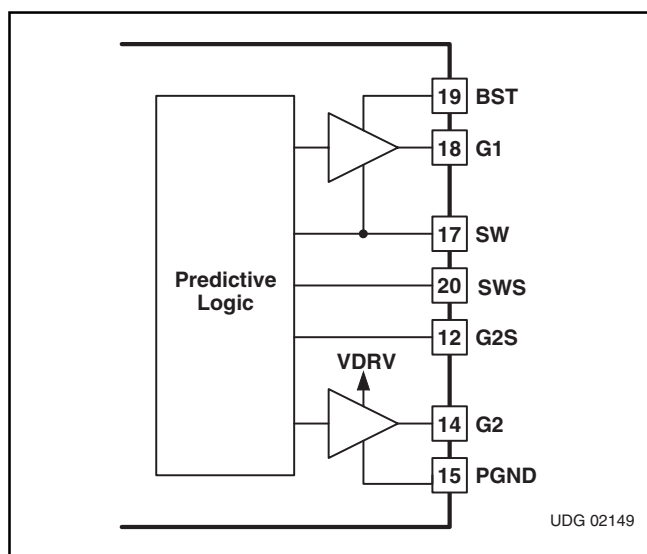 19 BST
18 G1
17 SW
Predictive
Logic
20 SWS
12 G2S
VDRV
14 G2
15 PGND
UDG 02149